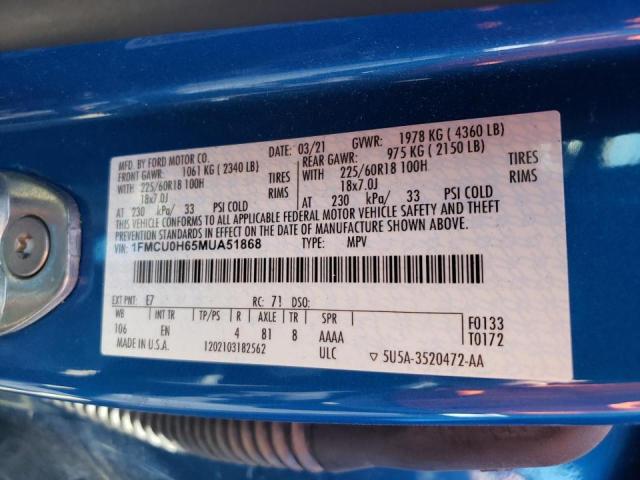 MFD. BY FORD MOTOR CO. DATE: 03/21 GVWR: 1978 KG ( 4360 LB)
FRONT GAWR: 1061 KG ( 2340 LB) REAR GAWR: 975 KG ( 2150 LB)
WITH 225/60R18 100H TIRES WITH 225/60R18 100H TIRES
18x7.0J RIMS 18x7.0J RIMS
AT 230 kPa/ 33 PSI COLD AT 230 kPa/ 33 PSI COLD
THIS VEHICLE CONFORMS TO ALL APPLICABLE FEDERAL MOTOR VEHICLE SAFETY AND THEFT
PREVENTION STANDARDS IN EFFECT ON THE DATE OF MANUFACTURE SHOWN ABOVE.
VIN: 1FMCU0H65MUA51868 TYPE: MPV
EXT PNT: E7 RC: 71 DSO:
WB INT TR TP/PS R AXLE TR SPR F0133
106 EN 4 81 8 AAAA T0172
MADE IN U.S.A. 1202103182562 ULC ▽ 5U5A-3520472-AA